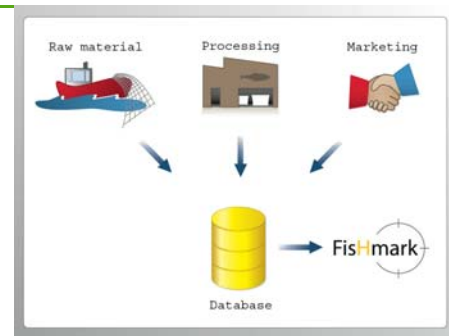 Raw material
Processing
Marketing
FisHmark
Database